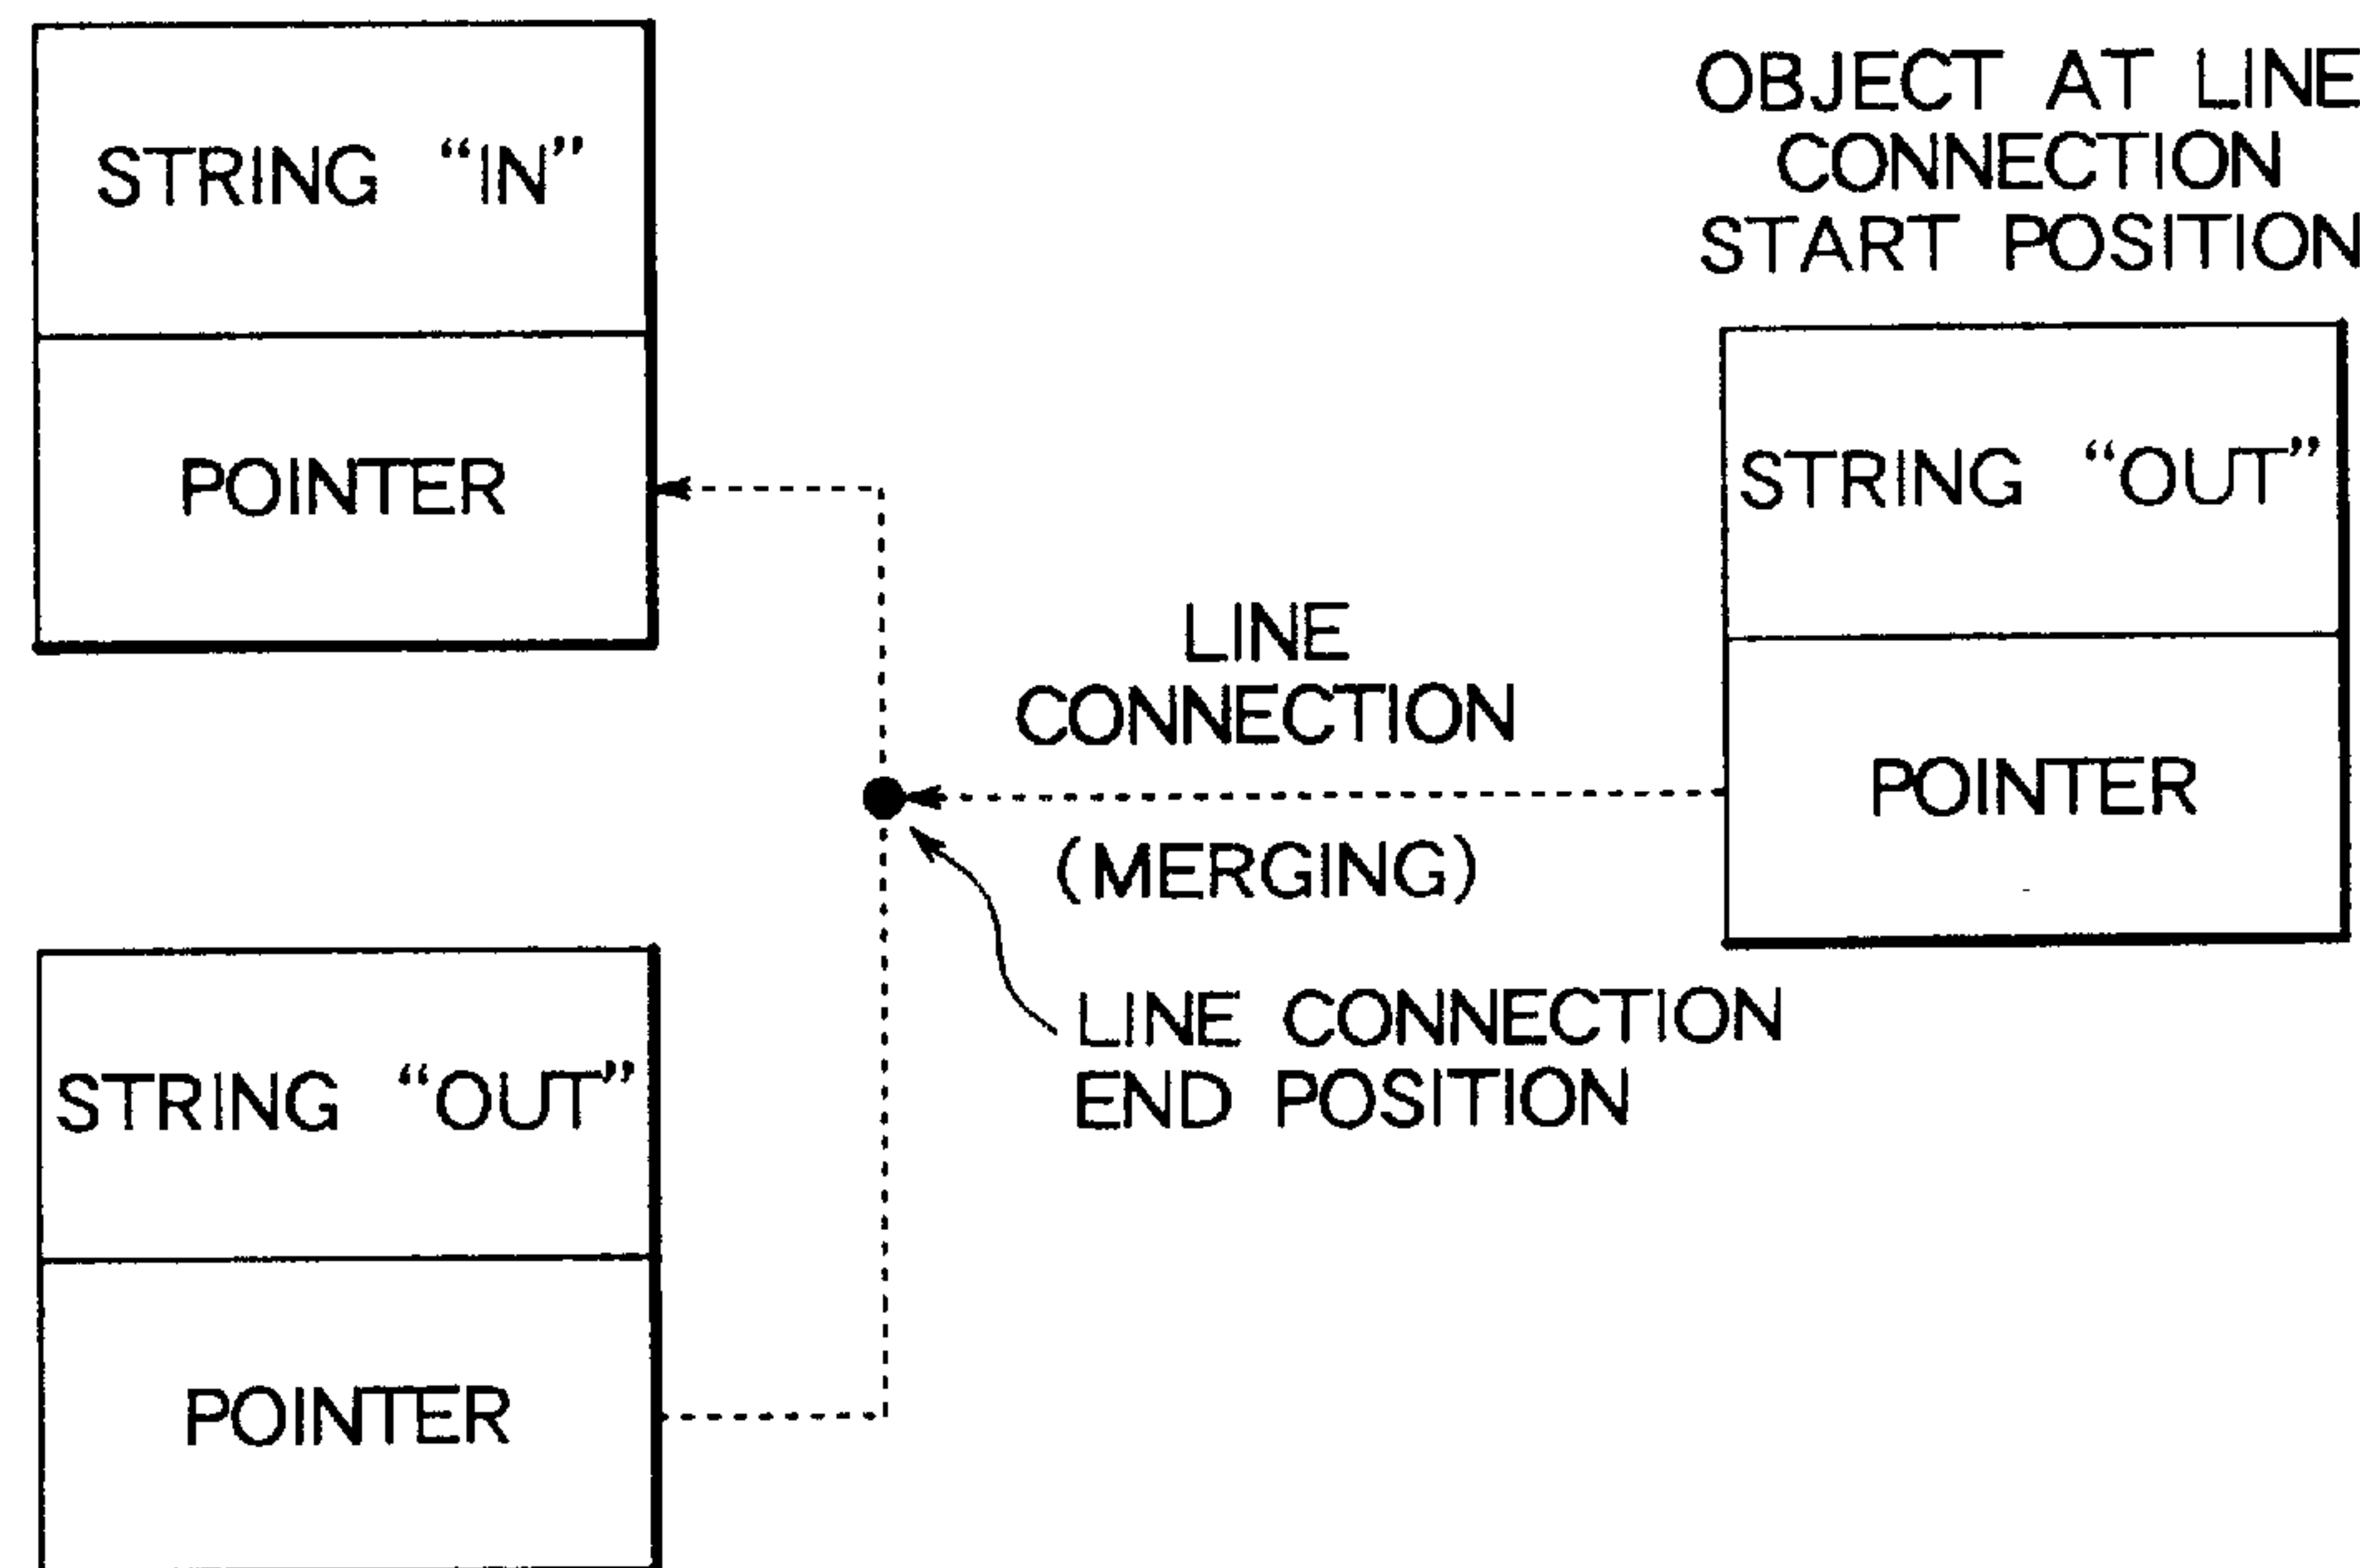 STRING “IN”
POINTER
OBJECT AT LINE
CONNECTION
START POSITION
STRING “OUT”
POINTER
LINE
CONNECTION
(MERGING)
LINE CONNECTION
END POSITION
STRING “OUT”
POINTER